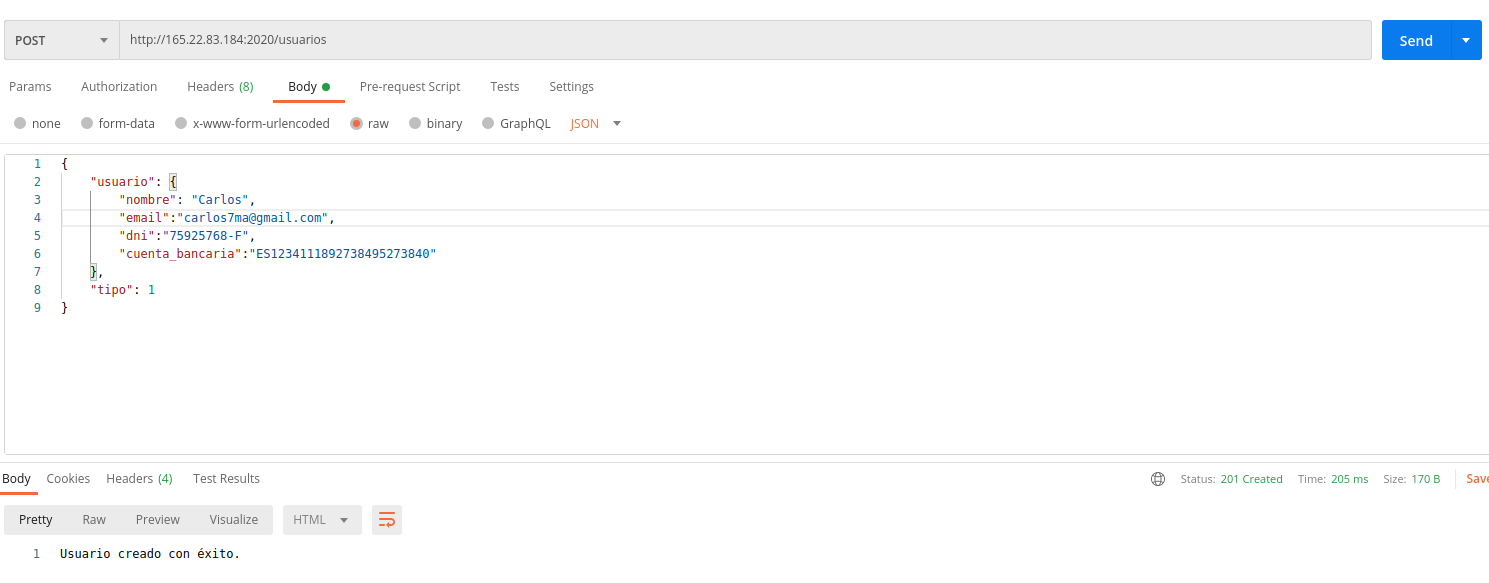 POST http://165.22.83.184:2020/usuarios Send
Params Authorization Headers (8) Body Pre-request Script Tests Settings
none form-data x-www-form-urlencoded raw binary GraphQL JSON
1 {
2 "usuario": {
3 "nombre": "Carlos",
4 "email":"carlos7ma@gmail.com",
5 "dni":"75925768-F",
6 "cuenta_bancaria":"ES1234111892738495273840"
7 },
8 "tipo": 1
9 }
Body Cookies Headers (4) Test Results Status: 201 Created Time: 205 ms Size: 170 B Save
Pretty Raw Preview Visualize HTML
1 Usuario creado con éxito.